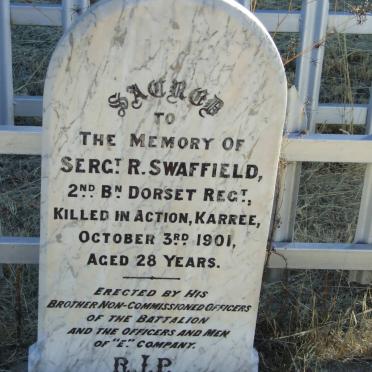 SACRED
TO
THE MEMORY OF
SERGT R. SWAFFIELD,
2ND BN DORSET REGT,
KILLED IN ACTION, KARREE,
OCTOBER 3RD 1901,
AGED 28 YEARS.
ERECTED BY HIS
BROTHER NON-COMMISSIONED OFFICERS
OF THE BATTALION
AND THE OFFICERS AND MEN
OF "E." COMPANY.
R.I.P.